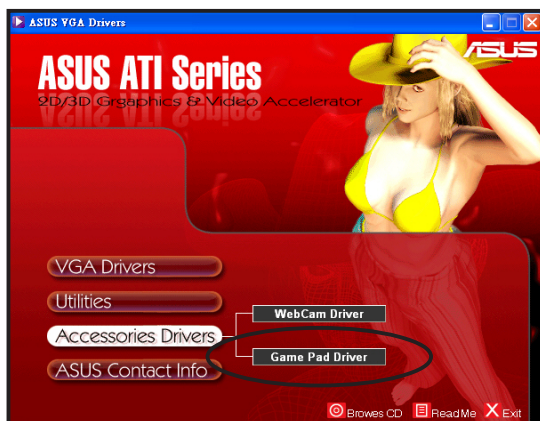 ASUS VGA Drivers
ASUS
ASUS ATI Series
2D/3D Grgaphics & Video Accelerator
VGA Drivers
Utilities
Accessories Drivers
ASUS Contact Info
WebCam Driver
Game Pad Driver
Browes CD
ReadMe
Exit